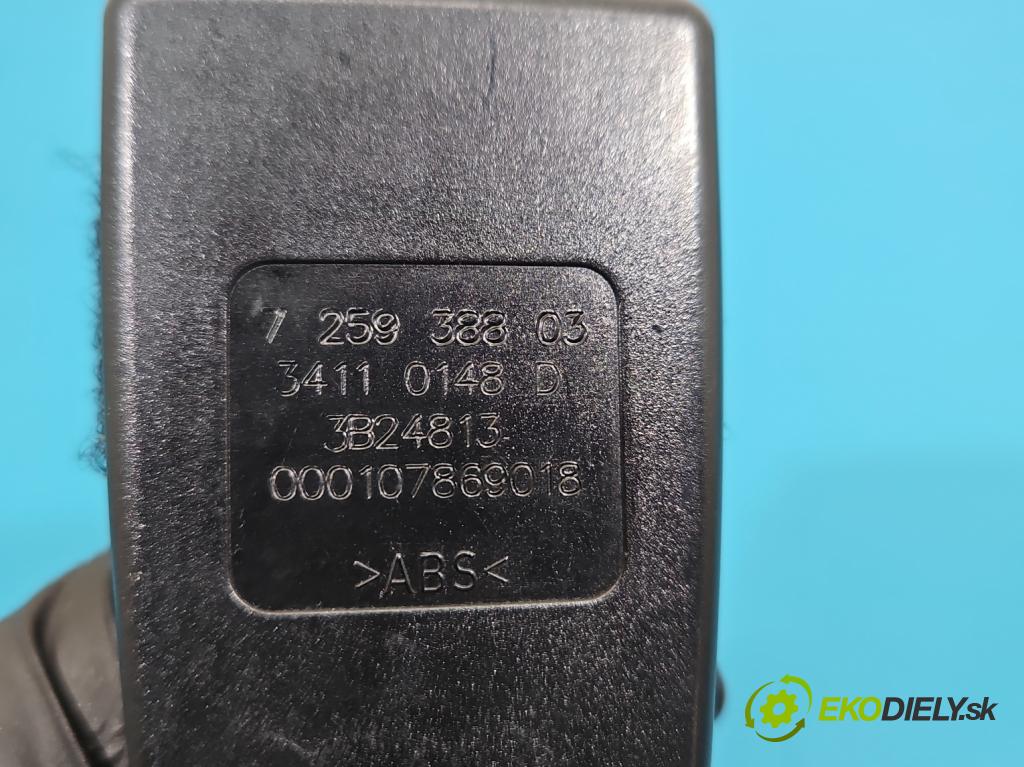 7 259 388 03
3411 0148 D
3B24813
000107869018
>ABS<
EKODIELY.sk